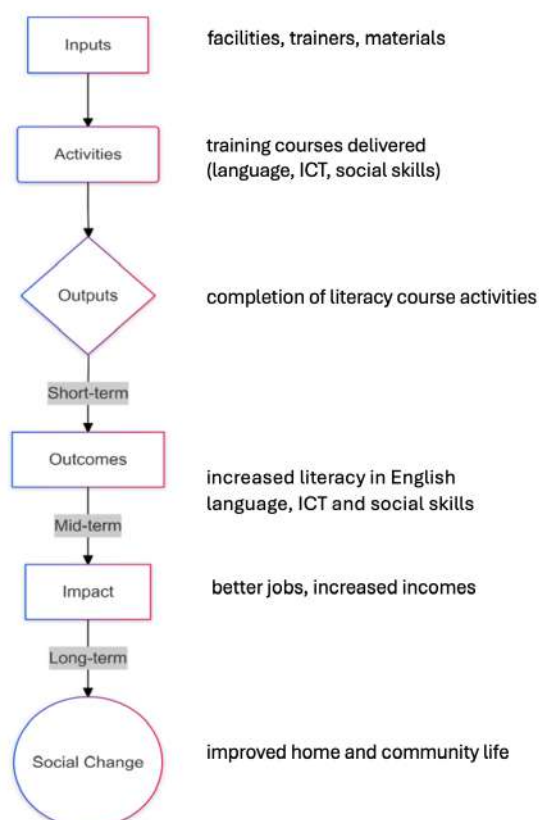 Inputs
facilities, trainers, materials
Activities
training courses delivered
(language, ICT, social skills)
Outputs
completion of literacy course activities
Short-term
Outcomes
increased literacy in English
language, ICT and social skills
Mid-term
Impact
better jobs, increased incomes
Long-term
Social Change
improved home and community life